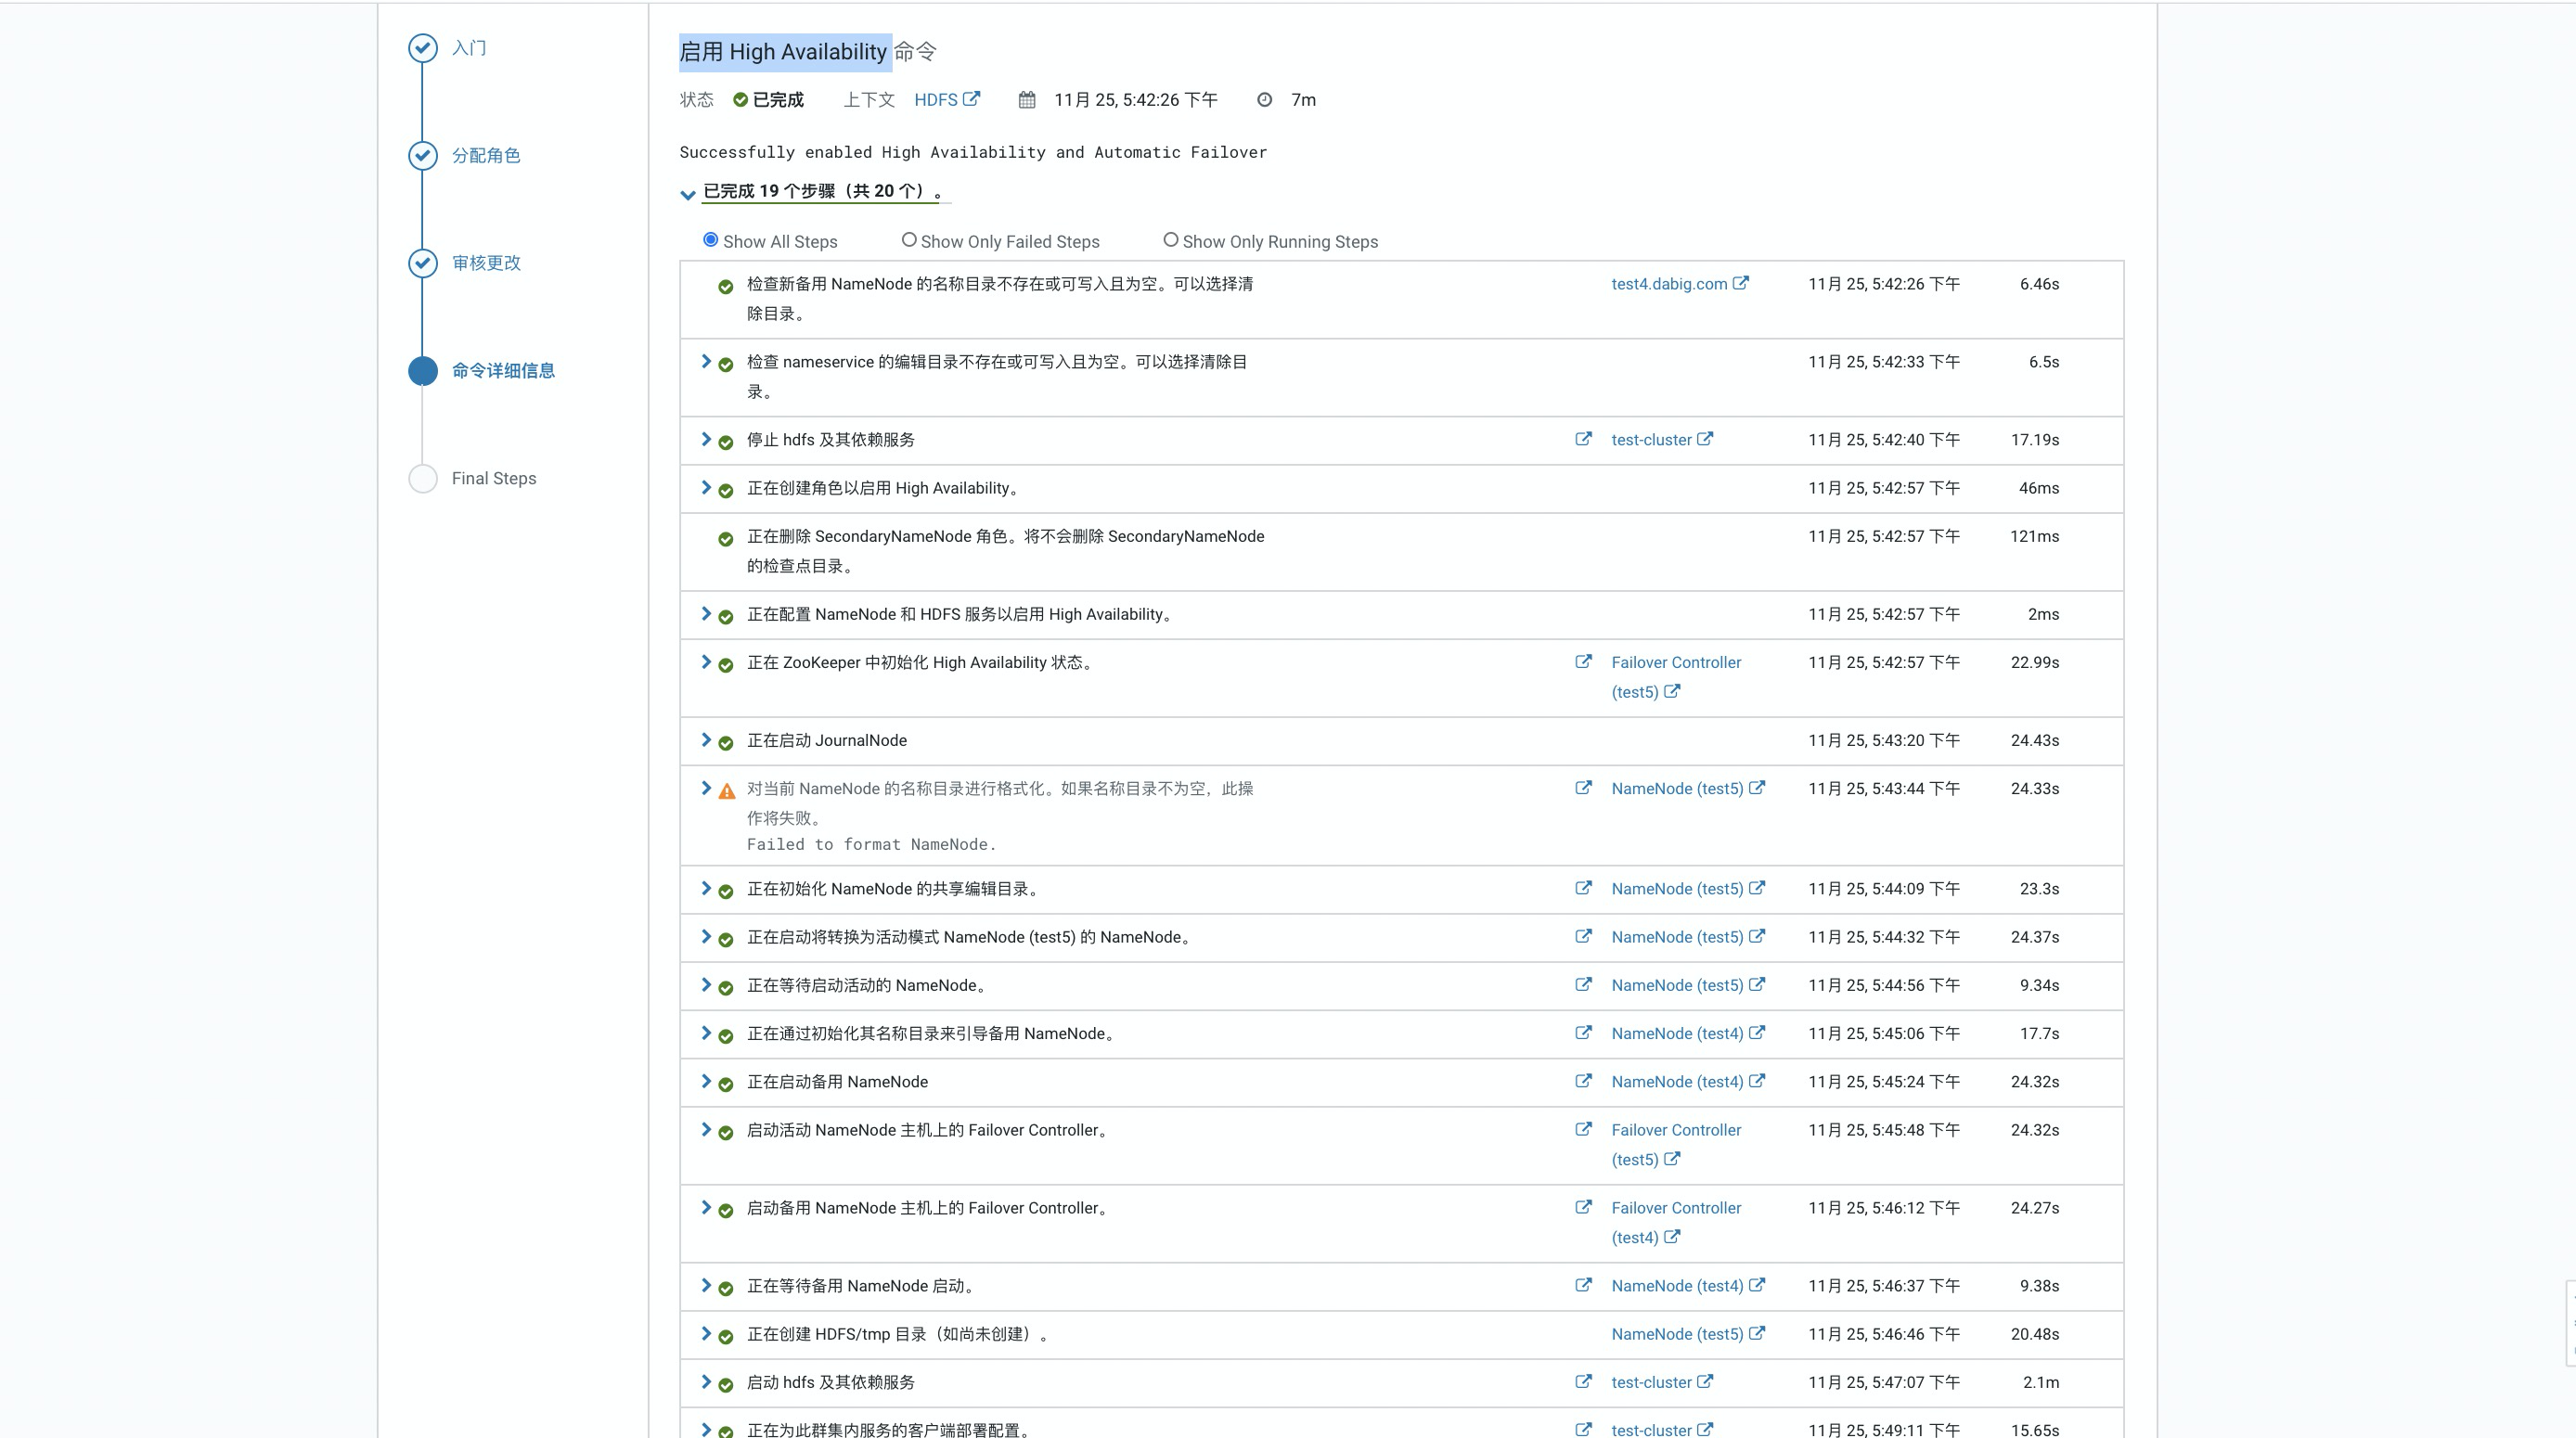 入门
分配角色
审核更改
命令详细信息
Final Steps
启用 High Availability 命令
状态 已完成 上下文 HDFS 11月 25, 5:42:26 下午 7m
Successfully enabled High Availability and Automatic Failover
已完成 19 个步骤（共 20 个）。
Show All Steps Show Only Failed Steps Show Only Running Steps
检查新备用 NameNode 的名称目录不存在或可写入且为空。可以选择清 test4.dabig.com 11月 25, 5:42:26 下午 6.46s
除目录。
检查 nameservice 的编辑目录不存在或可写入且为空。可以选择清除目 11月 25, 5:42:33 下午 6.5s
录。
停止 hdfs 及其依赖服务 test-cluster 11月 25, 5:42:40 下午 17.19s
正在创建角色以启用 High Availability。 11月 25, 5:42:57 下午 46ms
正在删除 SecondaryNameNode 角色。将不会删除 SecondaryNameNode 11月 25, 5:42:57 下午 121ms
的检查点目录。
正在配置 NameNode 和 HDFS 服务以启用 High Availability。 11月 25, 5:42:57 下午 2ms
正在 ZooKeeper 中初始化 High Availability 状态。 Failover Controller 11月 25, 5:42:57 下午 22.99s
(test5)
正在启动 JournalNode 11月 25, 5:43:20 下午 24.43s
对当前 NameNode 的名称目录进行格式化。如果名称目录不为空，此操 NameNode (test5) 11月 25, 5:43:44 下午 24.33s
作将失败。
Failed to format NameNode.
正在初始化 NameNode 的共享编辑目录。 NameNode (test5) 11月 25, 5:44:09 下午 23.3s
正在启动将转换为活动模式 NameNode (test5) 的 NameNode。 NameNode (test5) 11月 25, 5:44:32 下午 24.37s
正在等待启动活动的 NameNode。 NameNode (test5) 11月 25, 5:44:56 下午 9.34s
正在通过初始化其名称目录来引导备用 NameNode。 NameNode (test4) 11月 25, 5:45:06 下午 17.7s
正在启动备用 NameNode NameNode (test4) 11月 25, 5:45:24 下午 24.32s
启动活动 NameNode 主机上的 Failover Controller。 Failover Controller 11月 25, 5:45:48 下午 24.32s
(test5)
启动备用 NameNode 主机上的 Failover Controller。 Failover Controller 11月 25, 5:46:12 下午 24.27s
(test4)
正在等待备用 NameNode 启动。 NameNode (test4) 11月 25, 5:46:37 下午 9.38s
正在创建 HDFS/tmp 目录（如尚未创建）。 NameNode (test5) 11月 25, 5:46:46 下午 20.48s
启动 hdfs 及其依赖服务 test-cluster 11月 25, 5:47:07 下午 2.1m
正在为此群集内服务的客户端部署配置。 test-cluster 11月 25, 5:49:11 下午 15.65s